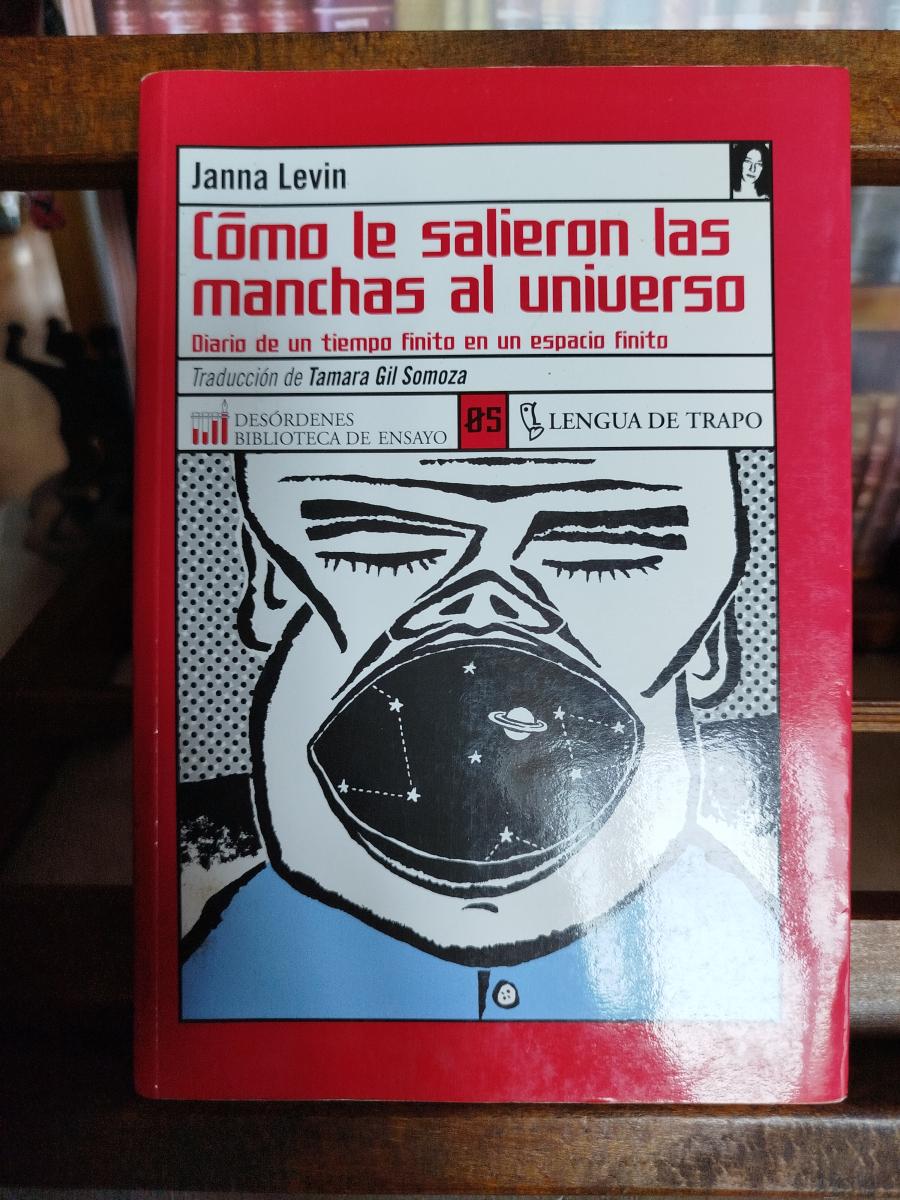 Janna Levin
Cómo le salieron las
manchas al universo
Diario de un tiempo finito en un espacio finito
Traducción de Tamara Gil Somoza
DESÓRDENES
BIBLIOTECA DE ENSAYO
05
LENGUA DE TRAPO